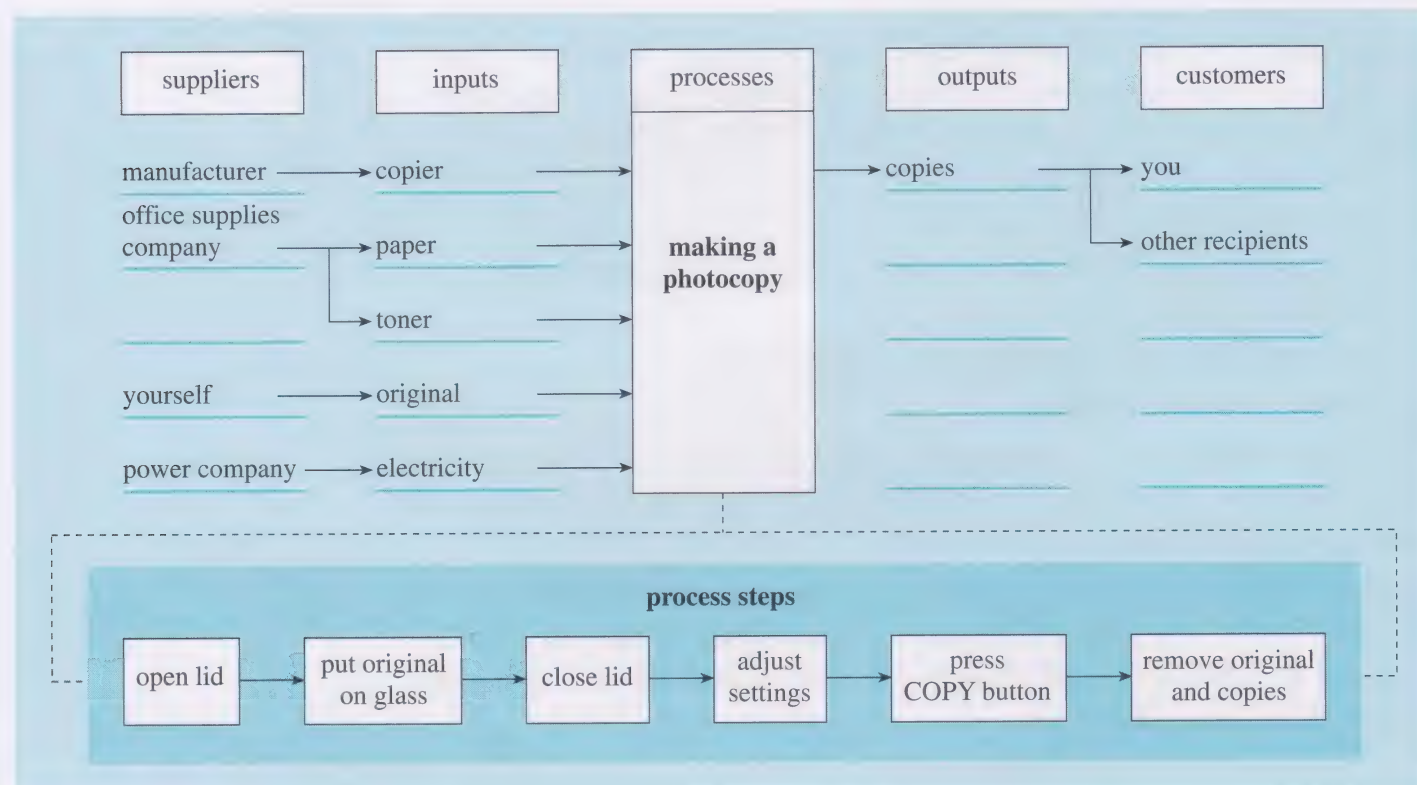 suppliers
inputs
processes
outputs
customers
manufacturer
copier
copies
you
office supplies
company
paper
making a
photocopy
other recipients
toner
yourself
original
power company
electricity
process steps
open lid
put original
on glass
close lid
adjust
settings
press
COPY button
remove original
and copies